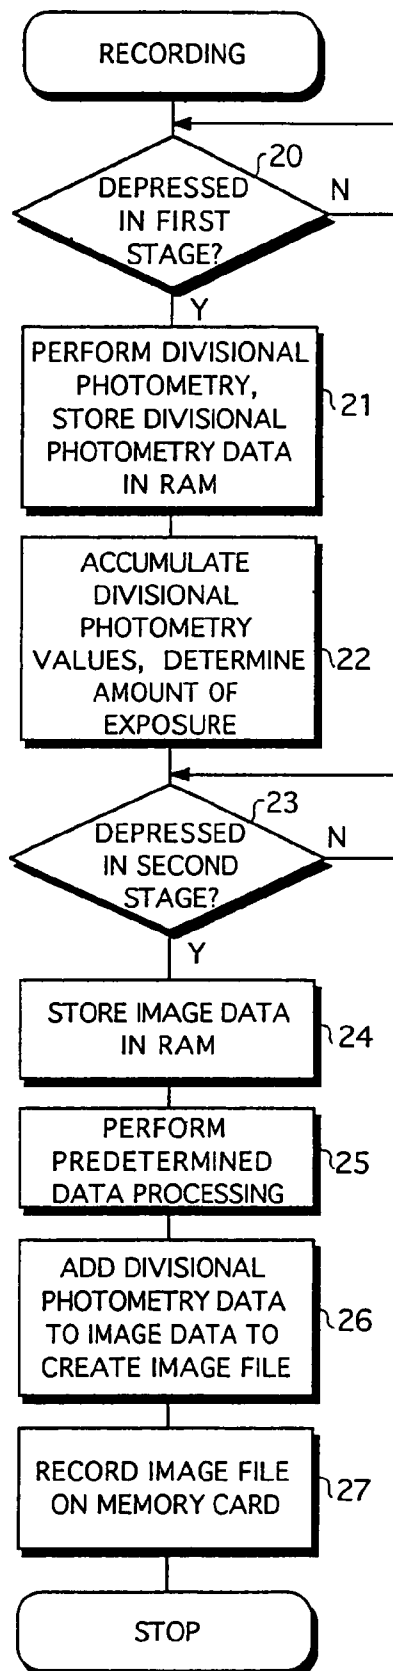 RECORDING
20
DEPRESSED
IN FIRST
STAGE?
N
Y
PERFORM DIVISIONAL
PHOTOMETRY,
STORE DIVISIONAL
PHOTOMETRY DATA
IN RAM
21
ACCUMULATE
DIVISIONAL
PHOTOMETRY
VALUES, DETERMINE
AMOUNT OF
EXPOSURE
22
23
DEPRESSED
IN SECOND
STAGE?
N
Y
STORE IMAGE DATA
IN RAM
24
PERFORM
PREDETERMINED
DATA PROCESSING
25
ADD DIVISIONAL
PHOTOMETRY DATA
TO IMAGE DATA TO
CREATE IMAGE FILE
26
RECORD IMAGE FILE
ON MEMORY CARD
27
STOP